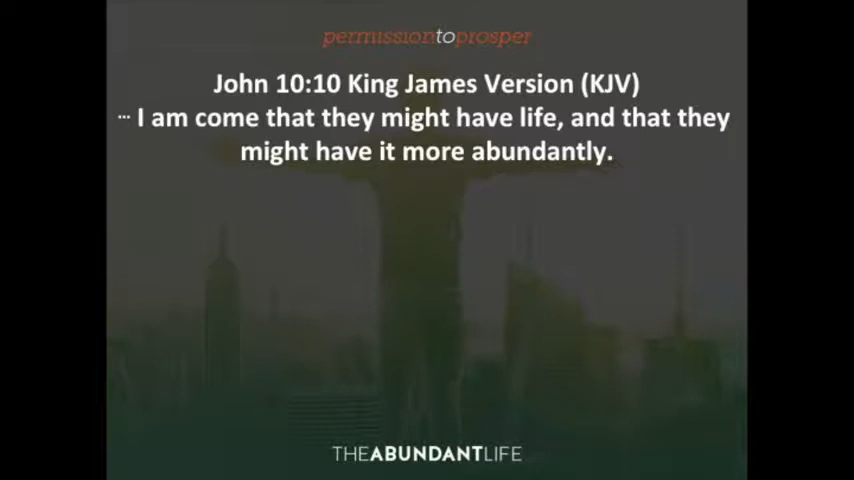 permissiontoprosper
John 10:10 King James Version (KJV)
... I am come that they might have life, and that they
might have it more abundantly.
THEABUNDANTLIFE